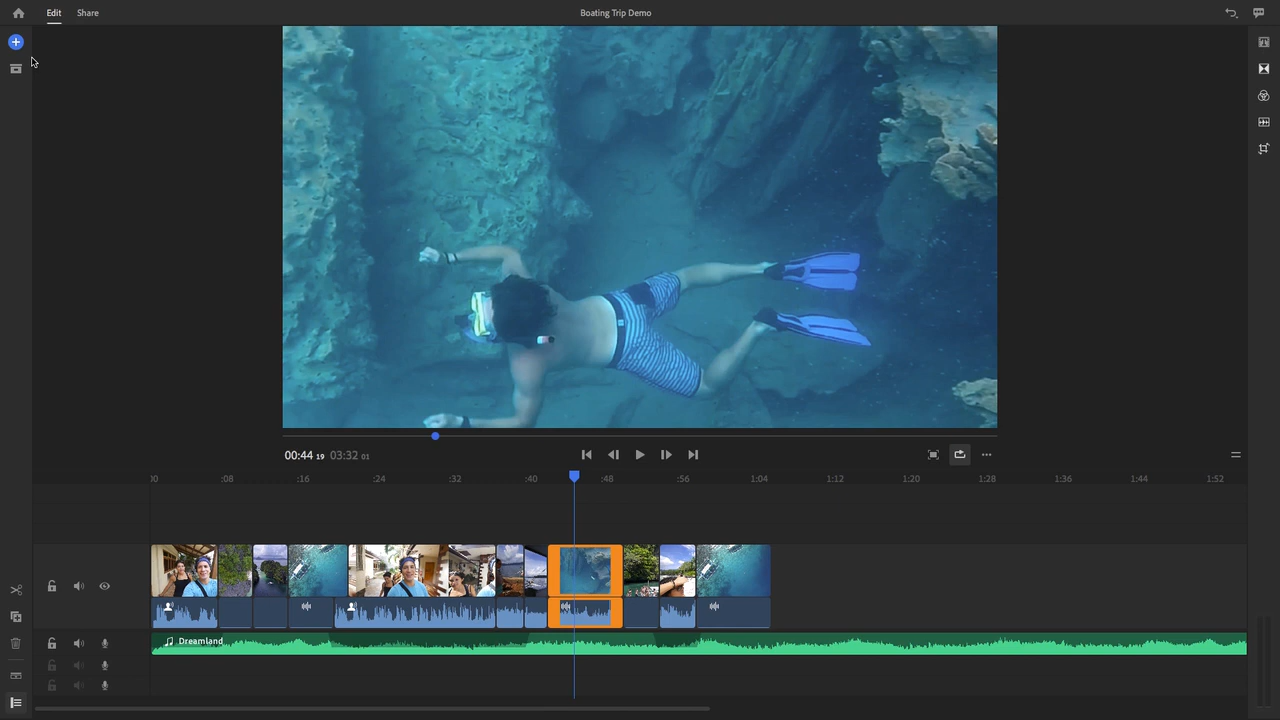 Edit Share Boating Trip Demo
00:44 19 03:32 01
:00 :08 :16 :24 :32 :40 :48 :56 1:04 1:12 1:20 1:28 1:36 1:44 1:52
Dreamland